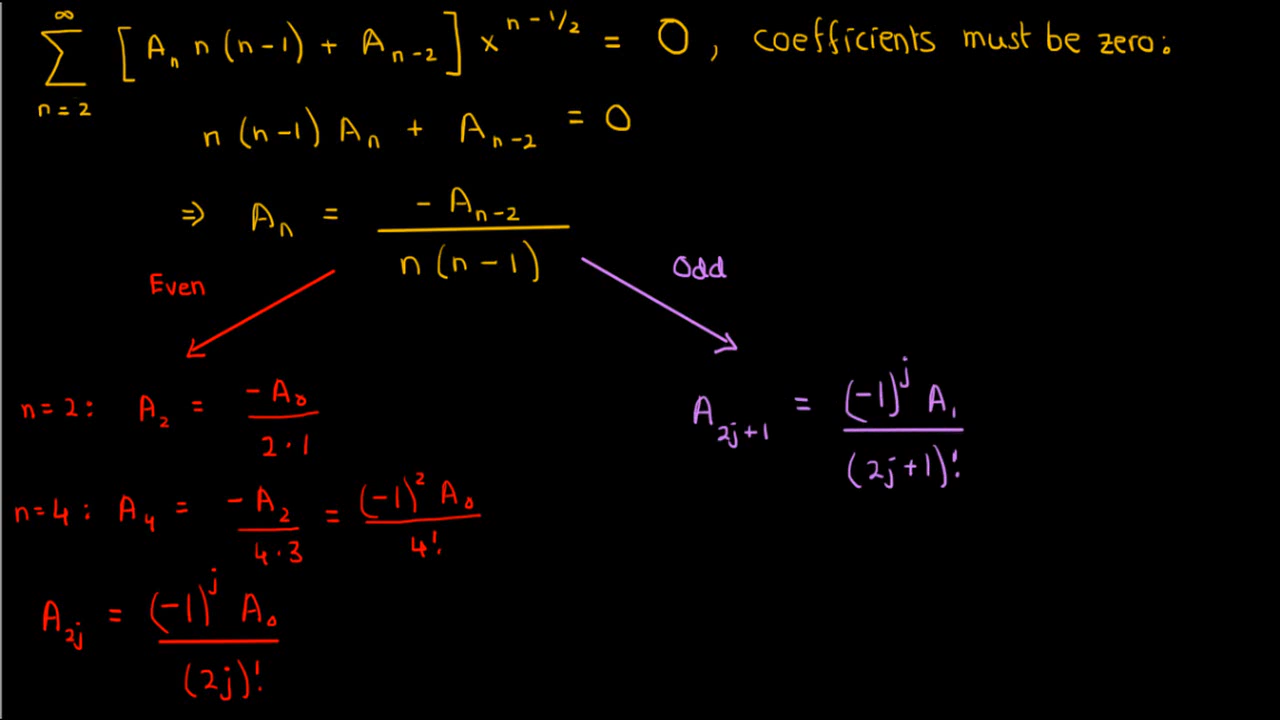 ∑_{n=2}^{∞} [A_n n (n-1) + A_{n-2}] x^{n-1/2} = 0, coefficients must be zero:
n (n-1) A_n + A_{n-2} = 0
⇒ A_n = -A_{n-2} / n (n-1)
Even
n=2: A_2 = -A_0 / 2·1
n=4: A_4 = -A_2 / 4·3 = (-1)^2 A_0 / 4!
A_{2j} = (-1)^j A_0 / (2j)!
Odd
A_{2j+1} = (-1)^j A_1 / (2j+1)!